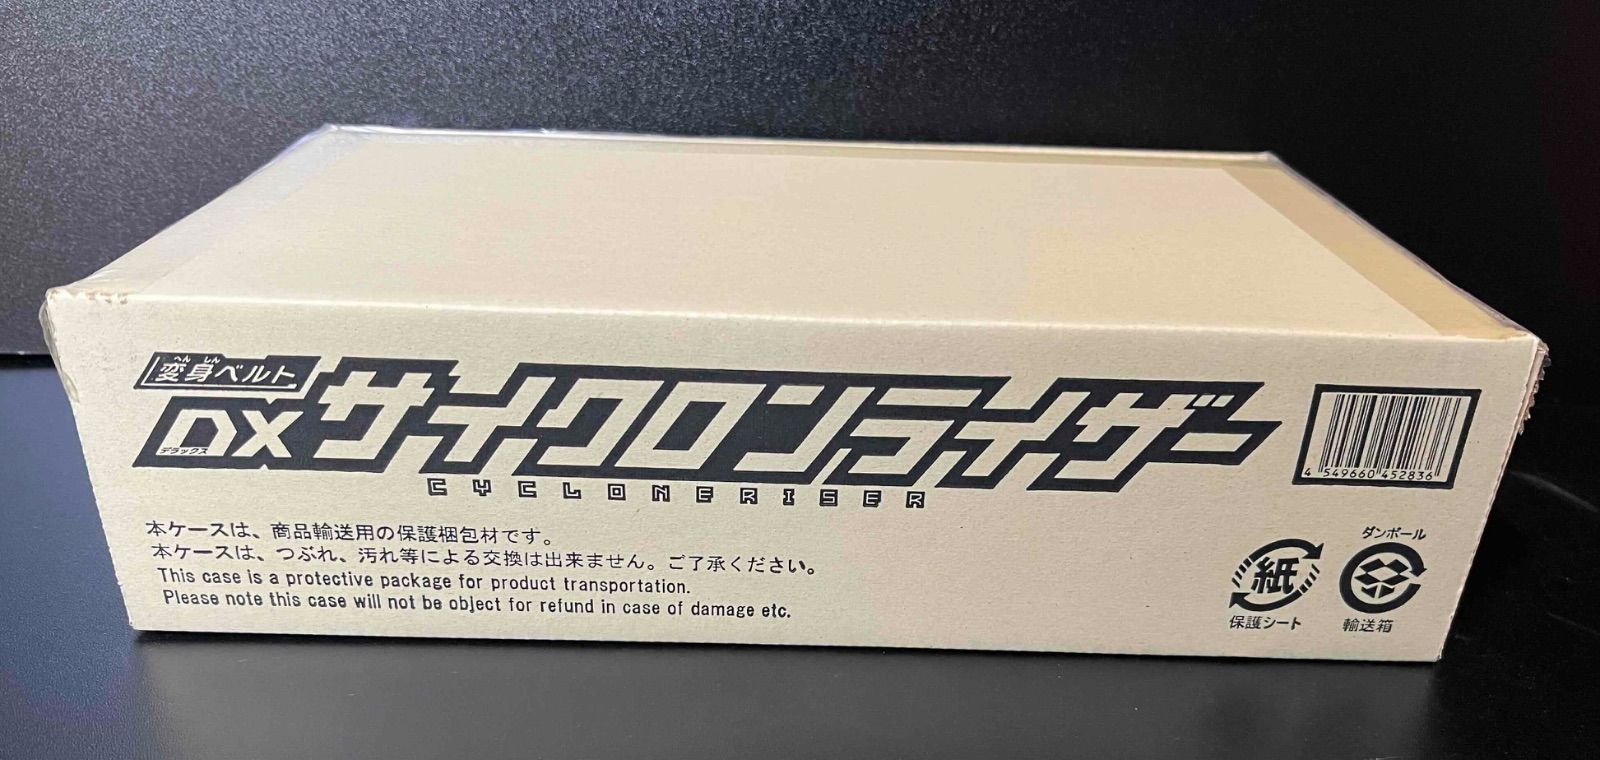 へんしん
変身ベルト
DXサイクロンライザー
デラックス
CYCLONERISER
4 549660 452836
本ケースは、商品輸送用の保護梱包材です。
本ケースは、つぶれ、汚れ等による交換は出来ません。ご了承ください。
This case is a protective package for product transportation.
Please note this case will not be object for refund in case of damage etc.
紙
保護シート
ダンボール
輸送箱